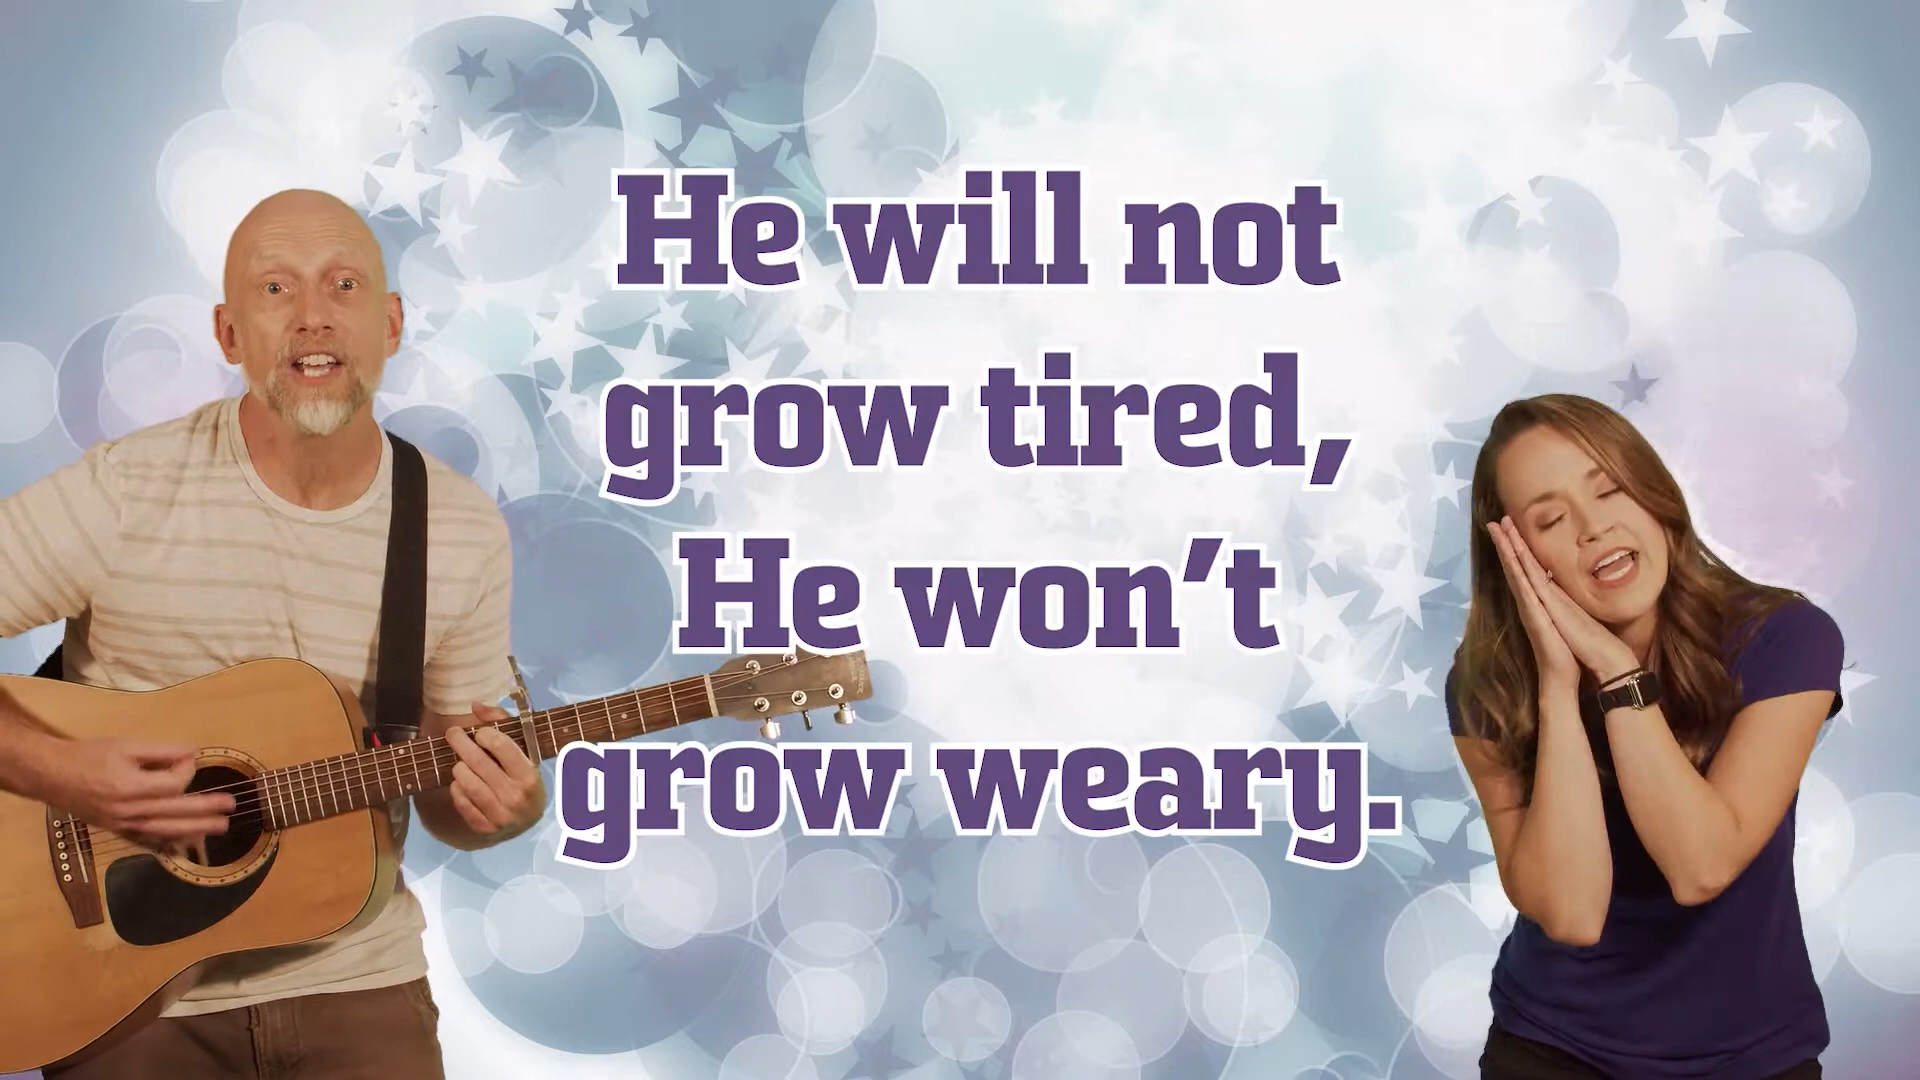 He will not
grow tired,
He won't
grow weary.